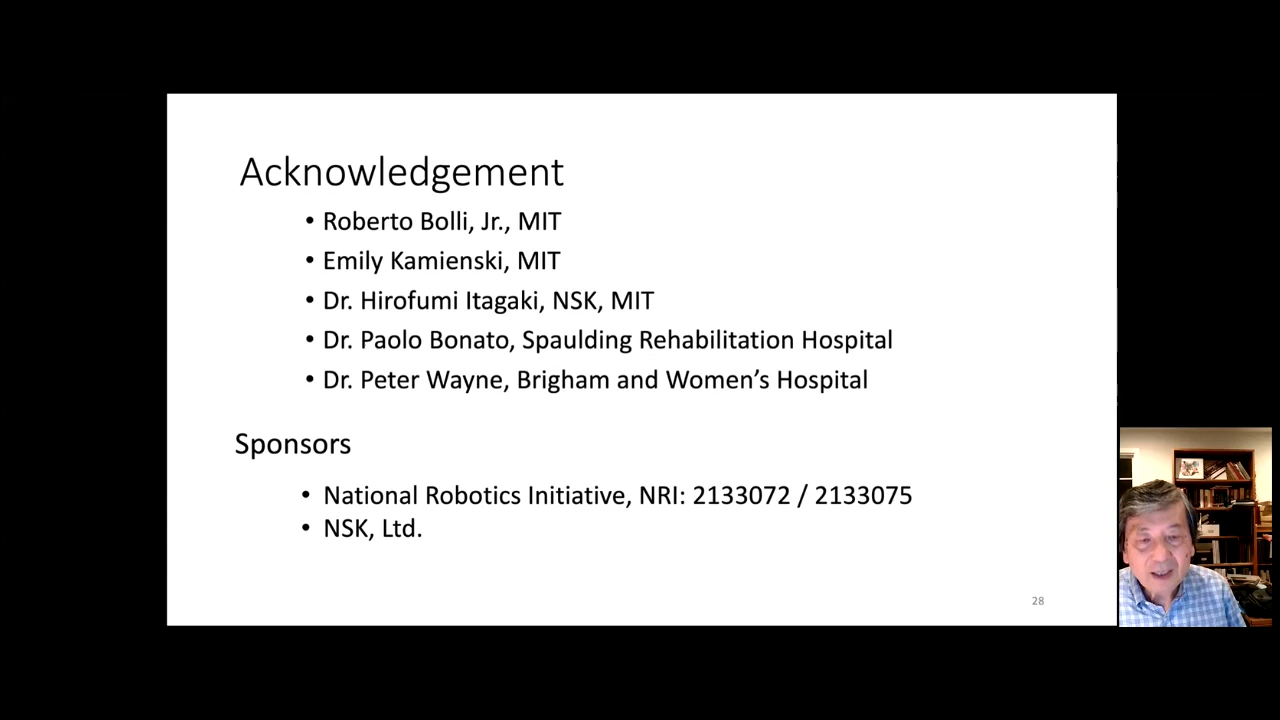 Acknowledgement
• Roberto Bolli, Jr., MIT
• Emily Kamienski, MIT
• Dr. Hirofumi Itagaki, NSK, MIT
• Dr. Paolo Bonato, Spaulding Rehabilitation Hospital
• Dr. Peter Wayne, Brigham and Women’s Hospital
Sponsors
• National Robotics Initiative, NRI: 2133072 / 2133075
• NSK, Ltd.
28